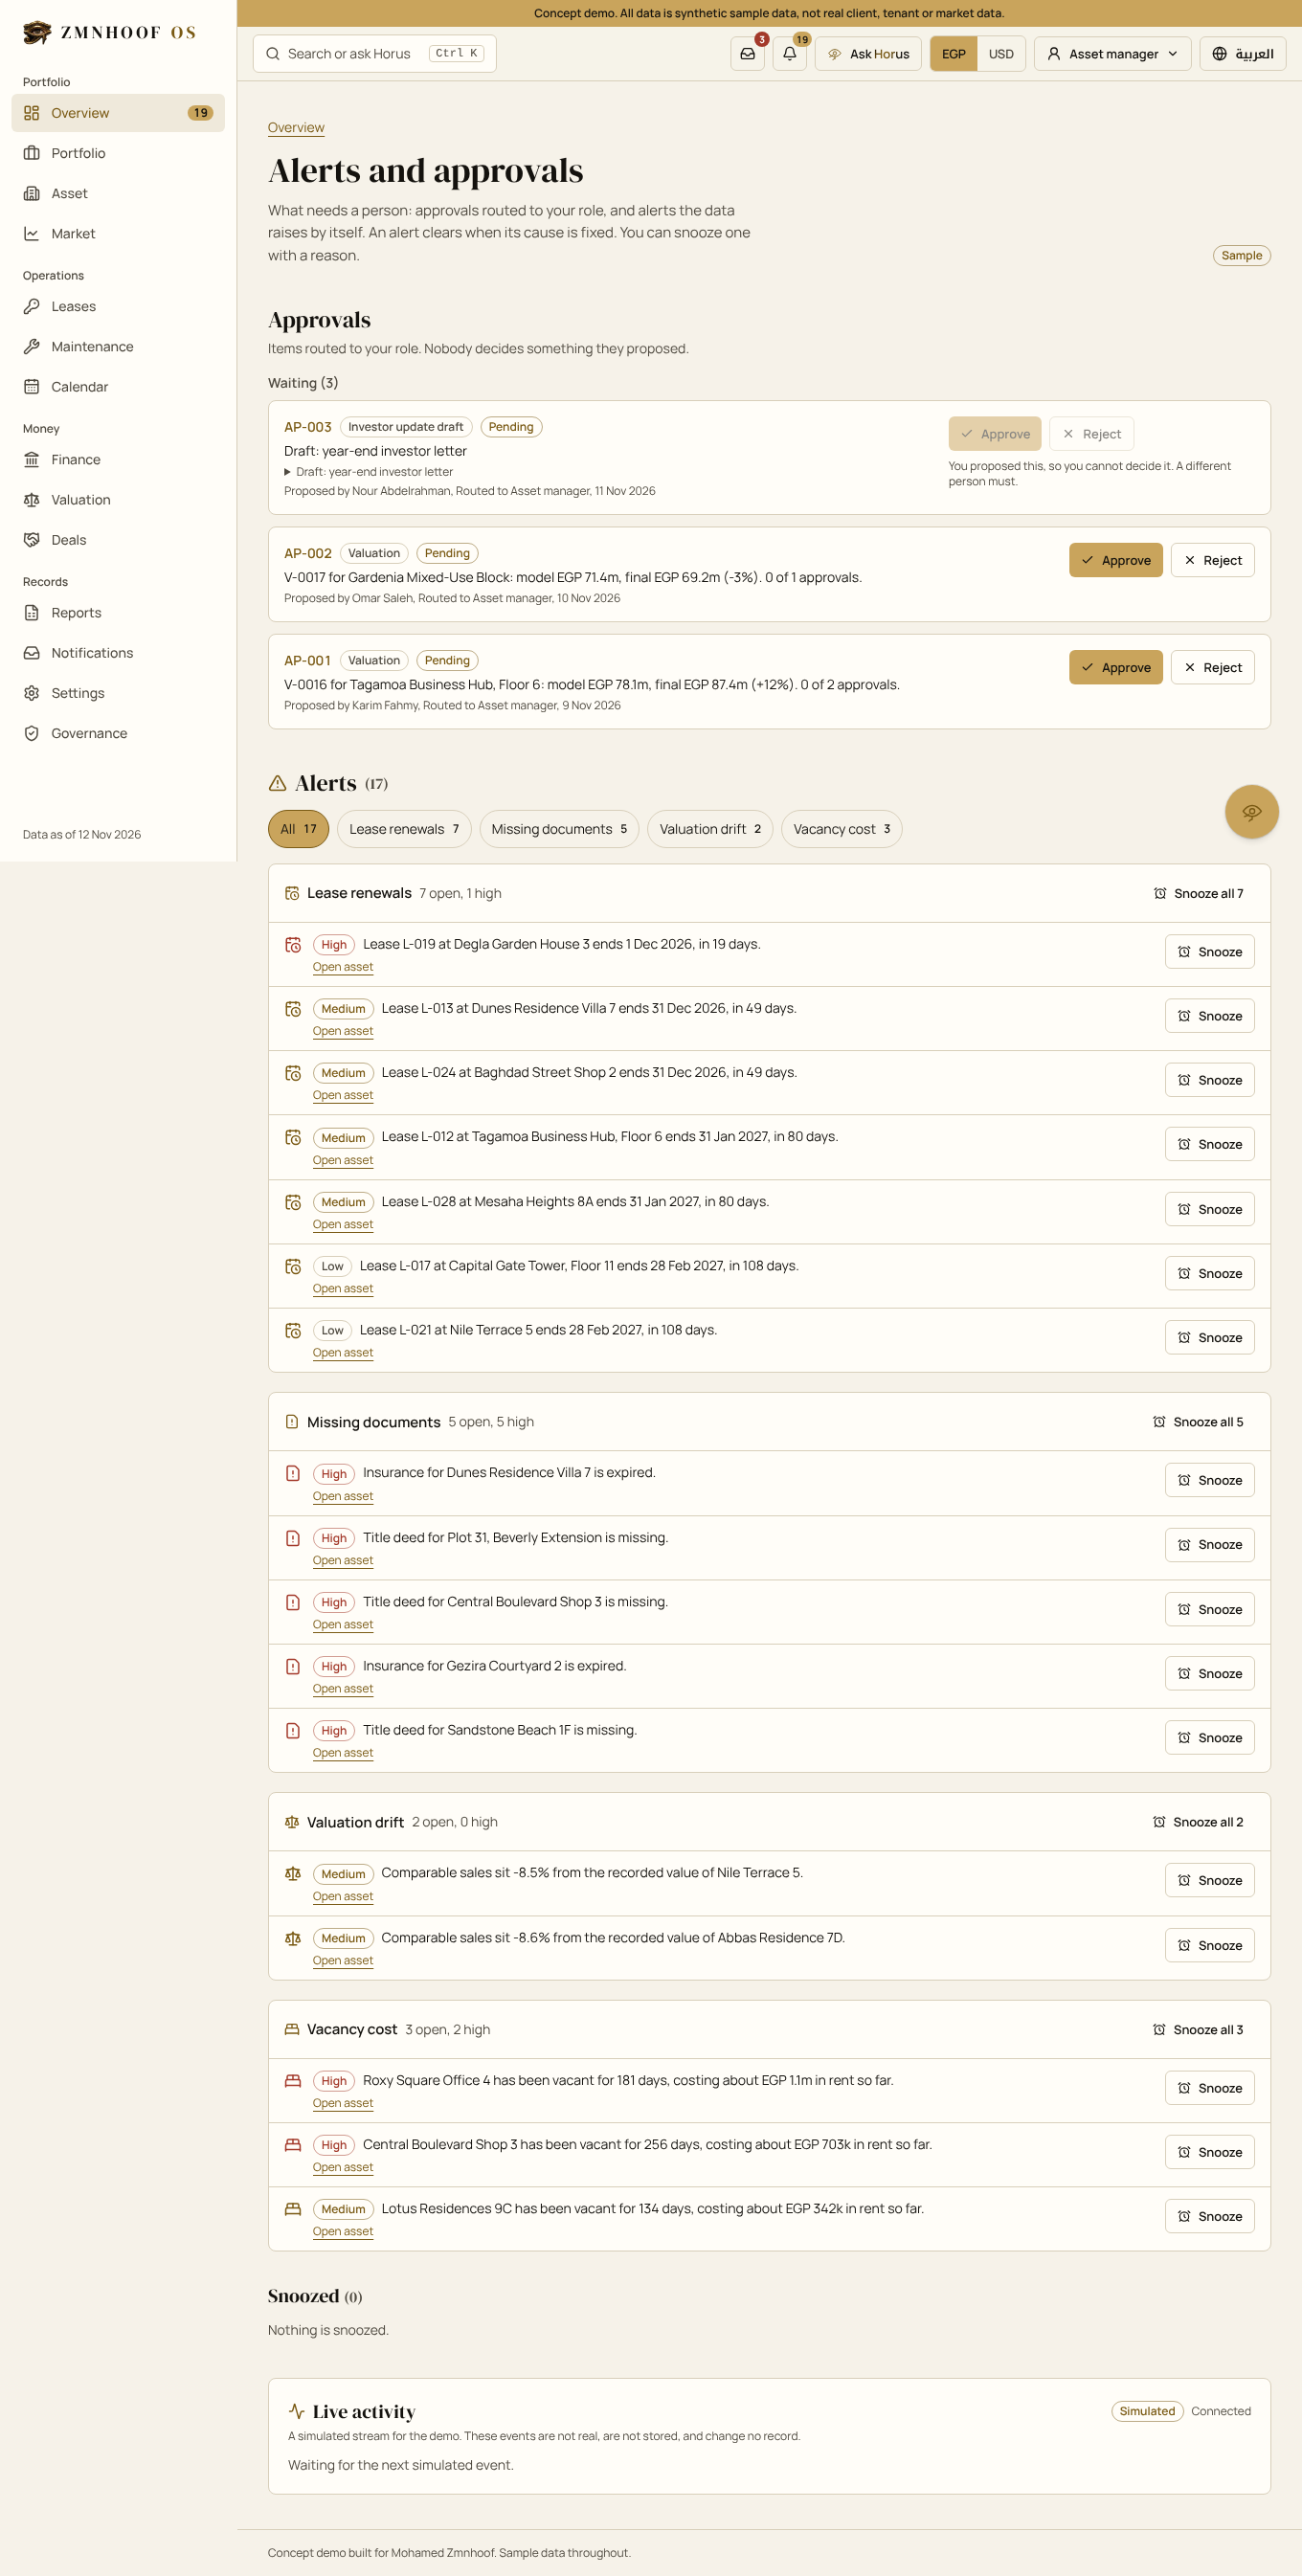 ZMNHOOF OS
Portfolio
Overview 19
Portfolio
Asset
Market
Operations
Leases
Maintenance
Calendar
Money
Finance
Valuation
Deals
Records
Reports
Notifications
Settings
Governance
Data as of 12 Nov 2026
Concept demo. All data is synthetic sample data, not real client, tenant or market data.
Search or ask Horus Ctrl K
3
19
Ask Horus
EGP USD
Asset manager
العربية
Overview
Alerts and approvals
What needs a person: approvals routed to your role, and alerts the data
raises by itself. An alert clears when its cause is fixed. You can snooze one
with a reason.
Sample
Approvals
Items routed to your role. Nobody decides something they proposed.
Waiting (3)
AP-003 Investor update draft Pending
Draft: year-end investor letter
Draft: year-end investor letter
Proposed by Nour Abdelrahman, Routed to Asset manager, 11 Nov 2026
Approve Reject
You proposed this, so you cannot decide it. A different
person must.
AP-002 Valuation Pending
V-0017 for Gardenia Mixed-Use Block: model EGP 71.4m, final EGP 69.2m (-3%). 0 of 1 approvals.
Proposed by Omar Saleh, Routed to Asset manager, 10 Nov 2026
Approve Reject
AP-001 Valuation Pending
V-0016 for Tagamoa Business Hub, Floor 6: model EGP 78.1m, final EGP 87.4m (+12%). 0 of 2 approvals.
Proposed by Karim Fahmy, Routed to Asset manager, 9 Nov 2026
Approve Reject
Alerts (17)
All 17 Lease renewals 7 Missing documents 5 Valuation drift 2 Vacancy cost 3
Lease renewals 7 open, 1 high Snooze all 7
High Lease L-019 at Degla Garden House 3 ends 1 Dec 2026, in 19 days. Snooze
Open asset
Medium Lease L-013 at Dunes Residence Villa 7 ends 31 Dec 2026, in 49 days. Snooze
Open asset
Medium Lease L-024 at Baghdad Street Shop 2 ends 31 Dec 2026, in 49 days. Snooze
Open asset
Medium Lease L-012 at Tagamoa Business Hub, Floor 6 ends 31 Jan 2027, in 80 days. Snooze
Open asset
Medium Lease L-028 at Mesaha Heights 8A ends 31 Jan 2027, in 80 days. Snooze
Open asset
Low Lease L-017 at Capital Gate Tower, Floor 11 ends 28 Feb 2027, in 108 days. Snooze
Open asset
Low Lease L-021 at Nile Terrace 5 ends 28 Feb 2027, in 108 days. Snooze
Open asset
Missing documents 5 open, 5 high Snooze all 5
High Insurance for Dunes Residence Villa 7 is expired. Snooze
Open asset
High Title deed for Plot 31, Beverly Extension is missing. Snooze
Open asset
High Title deed for Central Boulevard Shop 3 is missing. Snooze
Open asset
High Insurance for Gezira Courtyard 2 is expired. Snooze
Open asset
High Title deed for Sandstone Beach 1F is missing. Snooze
Open asset
Valuation drift 2 open, 0 high Snooze all 2
Medium Comparable sales sit -8.5% from the recorded value of Nile Terrace 5. Snooze
Open asset
Medium Comparable sales sit -8.6% from the recorded value of Abbas Residence 7D. Snooze
Open asset
Vacancy cost 3 open, 2 high Snooze all 3
High Roxy Square Office 4 has been vacant for 181 days, costing about EGP 1.1m in rent so far. Snooze
Open asset
High Central Boulevard Shop 3 has been vacant for 256 days, costing about EGP 703k in rent so far. Snooze
Open asset
Medium Lotus Residences 9C has been vacant for 134 days, costing about EGP 342k in rent so far. Snooze
Open asset
Snoozed (0)
Nothing is snoozed.
Live activity Simulated Connected
A simulated stream for the demo. These events are not real, are not stored, and change no record.
Waiting for the next simulated event.
Concept demo built for Mohamed Zmnhoof. Sample data throughout.